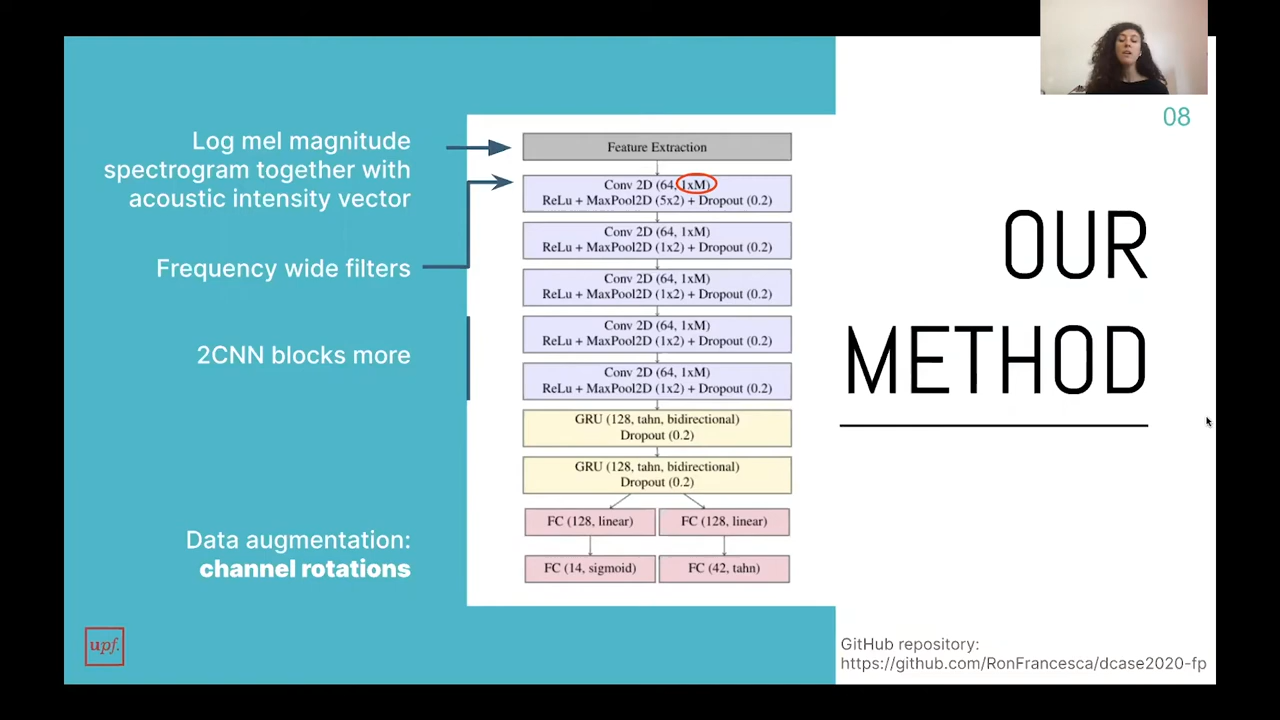 08
Log mel magnitude
spectrogram together with
acoustic intensity vector
Frequency wide filters
2CNN blocks more
Data augmentation:
channel rotations
upf.
Feature Extraction
Conv 2D (64, 1xM)
ReLu + MaxPool2D (5x2) + Dropout (0.2)
Conv 2D (64, 1xM)
ReLu + MaxPool2D (1x2) + Dropout (0.2)
Conv 2D (64, 1xM)
ReLu + MaxPool2D (1x2) + Dropout (0.2)
Conv 2D (64, 1xM)
ReLu + MaxPool2D (1x2) + Dropout (0.2)
Conv 2D (64, 1xM)
ReLu + MaxPool2D (1x2) + Dropout (0.2)
GRU (128, tahn, bidirectional)
Dropout (0.2)
GRU (128, tahn, bidirectional)
Dropout (0.2)
FC (128, linear)
FC (128, linear)
FC (14, sigmoid)
FC (42, tahn)
OUR
METHOD
GitHub repository:
https://github.com/RonFrancesca/dcase2020-fp